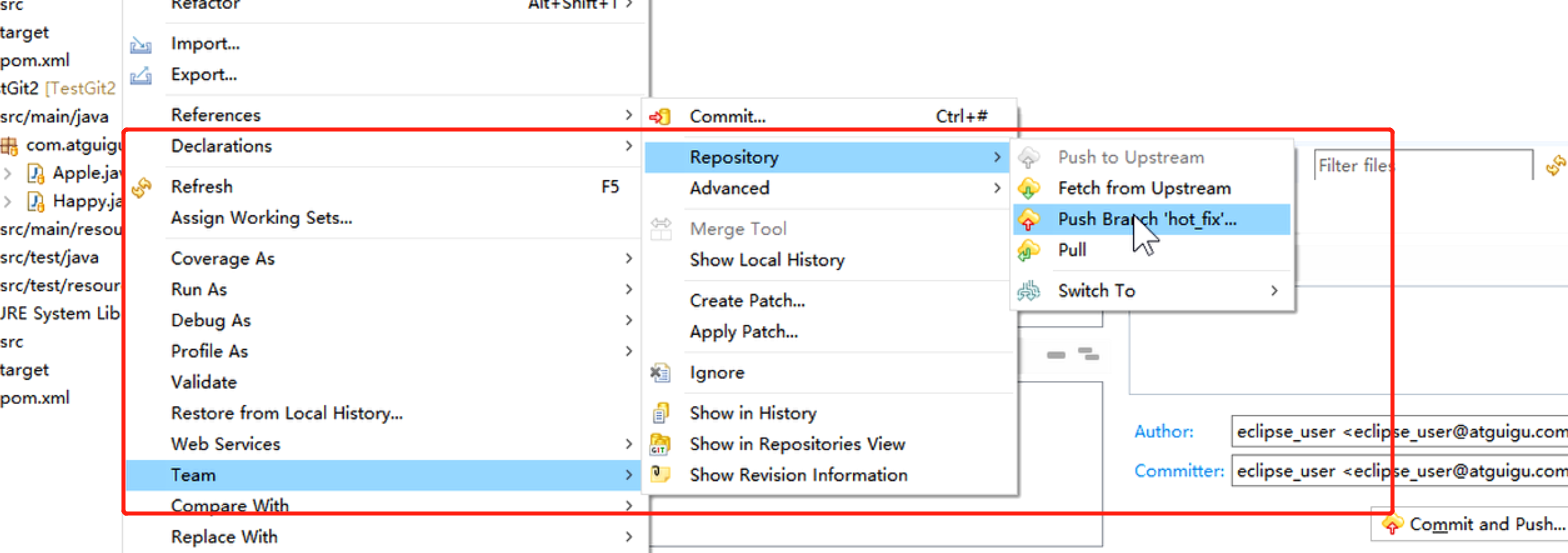 src
target
pom.xml
tGit2 [TestGit2
src/main/java
com.atguigu
Apple.jav
Happy.ja
src/main/resou
src/test/java
src/test/resour
JRE System Lib
src
target
pom.xml
Refactor Alt+Shift+T
Import...
Export...
References
Declarations
Refresh F5
Assign Working Sets...
Coverage As
Run As
Debug As
Profile As
Validate
Restore from Local History...
Web Services
Team
Compare With
Replace With
Commit... Ctrl+#
Repository
Advanced
Merge Tool
Show Local History
Create Patch...
Apply Patch...
Ignore
Show in History
Show in Repositories View
Show Revision Information
Push to Upstream
Fetch from Upstream
Push Branch 'hot_fix'...
Pull
Switch To
Filter files
Author: eclipse_user <eclipse_user@atguigu.com
Committer: eclipse_user <eclipse_user@atguigu.com
Commit and Push...